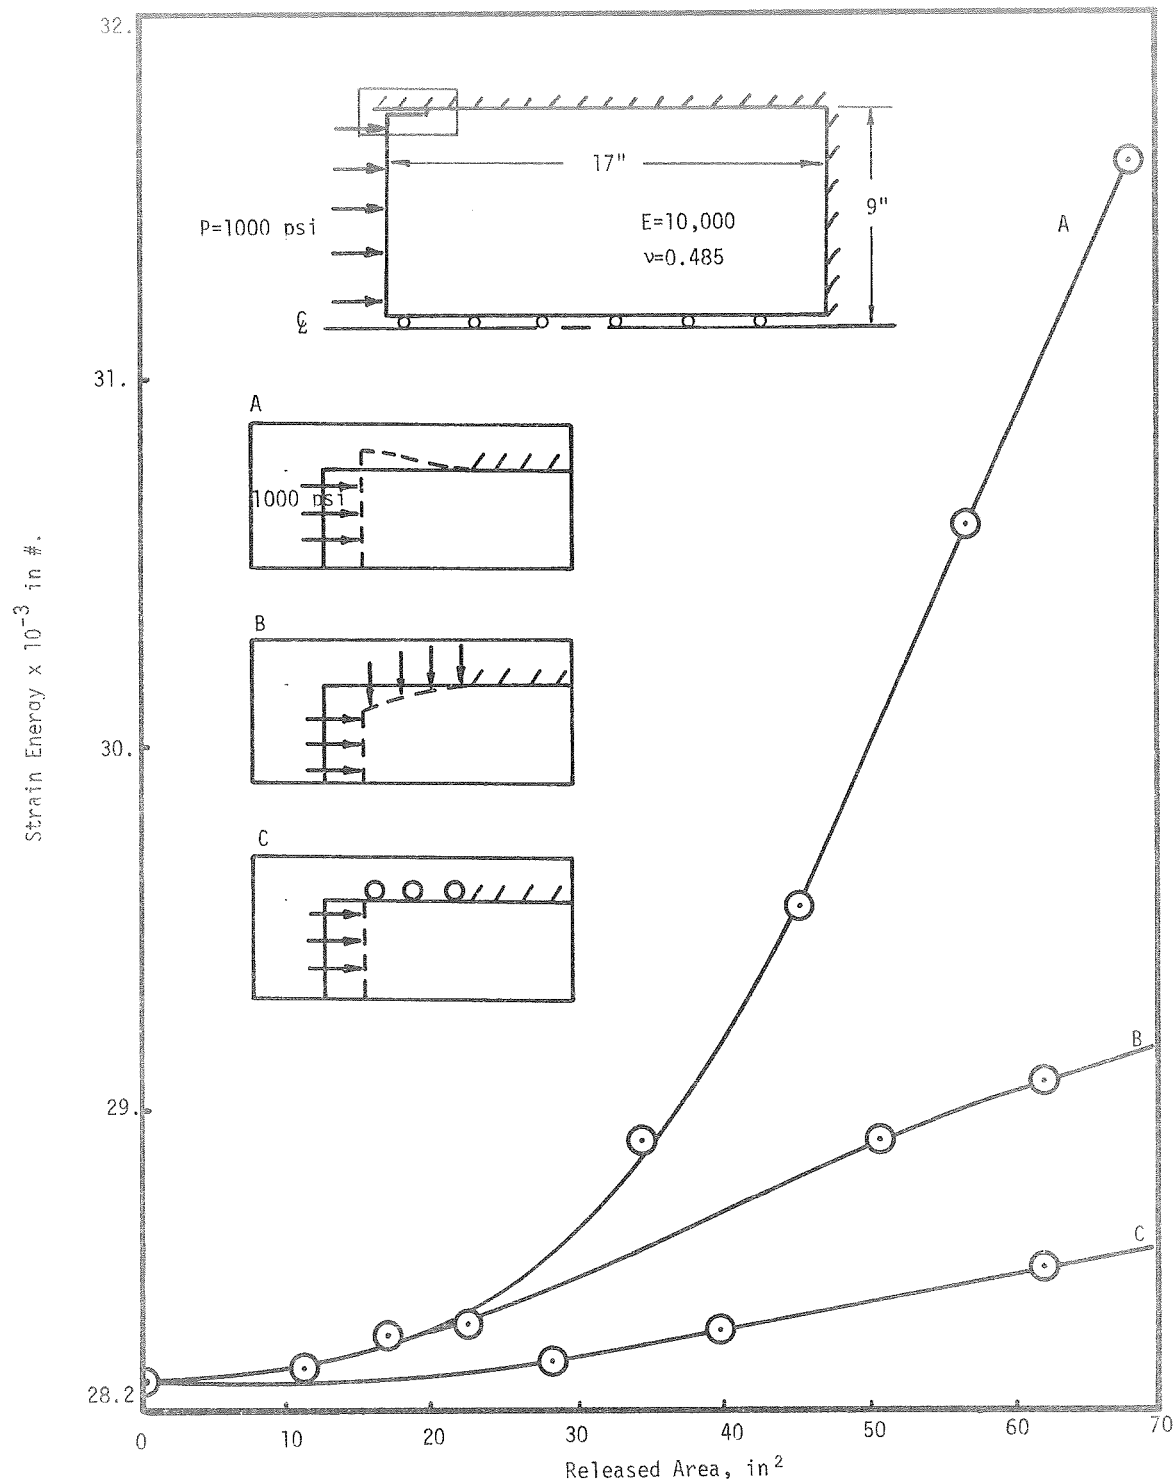 32.
17"
9"
P=1000 psi
E=10,000
ν=0.485
℄
31.
A
A
1000 psi
B
30.
C
Strain Energy x 10⁻³ in #.
29.
B
C
28.2
0 10 20 30 40 50 60 70
Released Area, in²